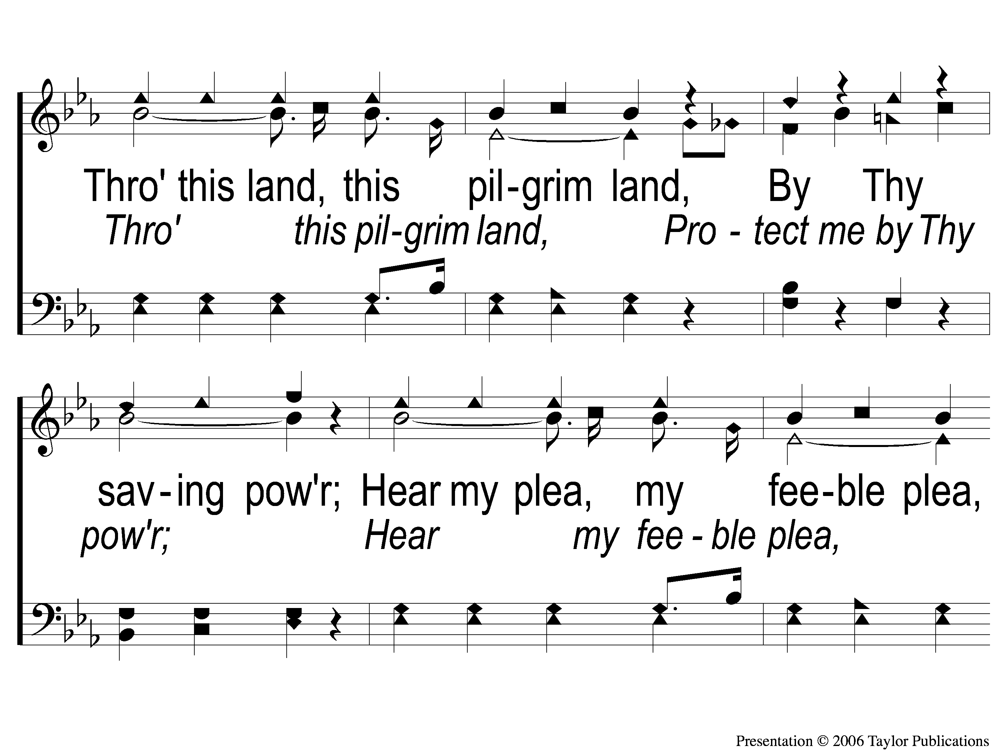 Thro' this land, this pil-grim land, By Thy
Thro' this pil-grim land, Pro - tect me by Thy
sav-ing pow'r; Hear my plea, my fee-ble plea,
pow'r; Hear my fee - ble plea,
Presentation © 2006 Taylor Publications